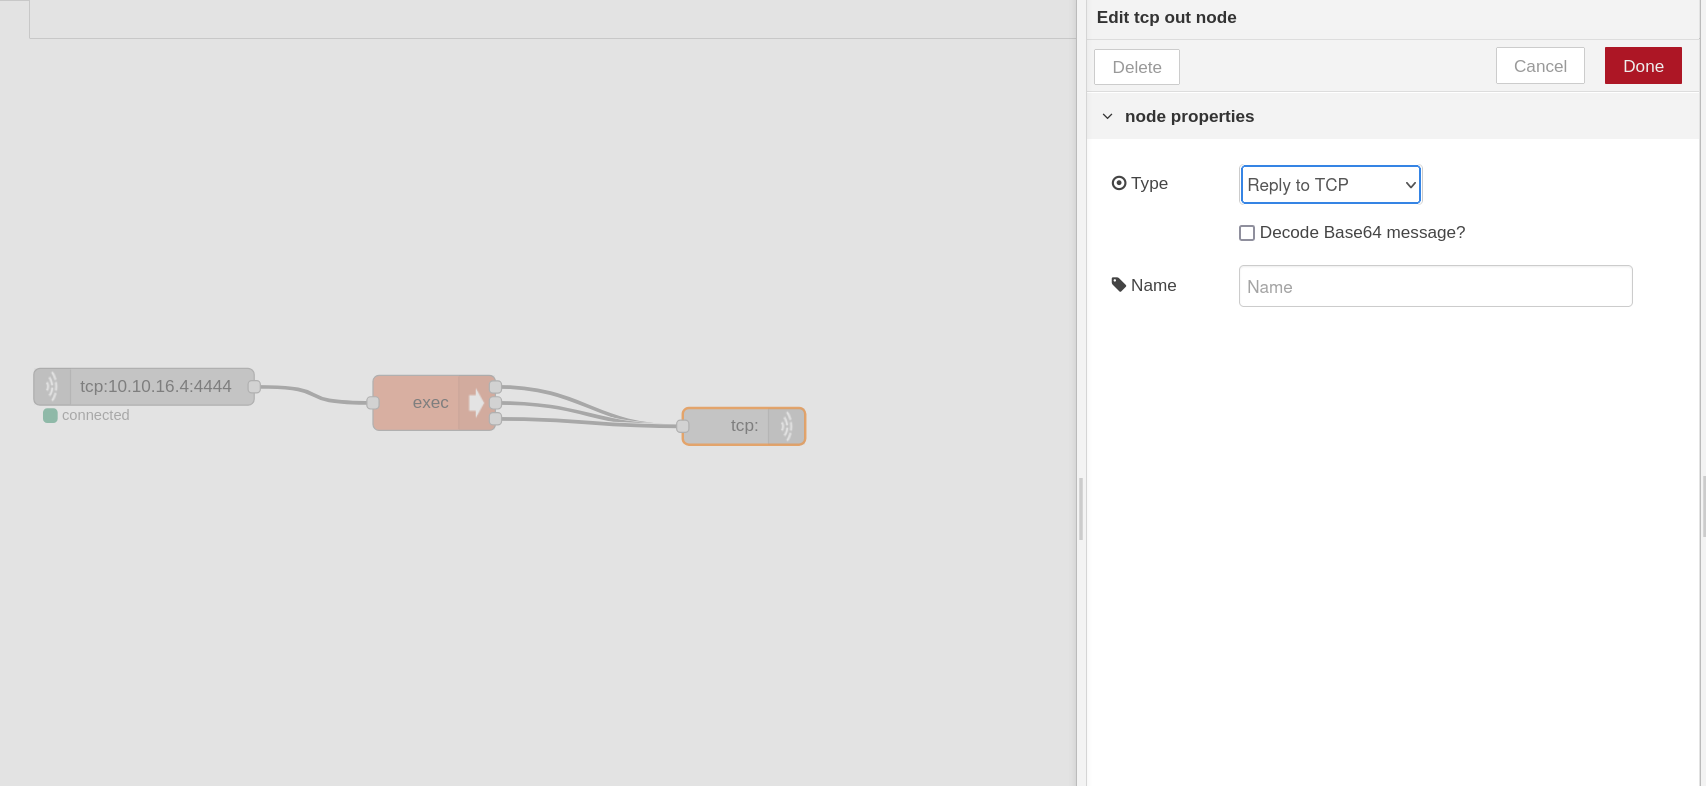 Edit tcp out node
Delete
Cancel
Done
node properties
Type
Reply to TCP
Decode Base64 message?
Name
Name
tcp:10.10.16.4:4444
connected
exec
tcp: